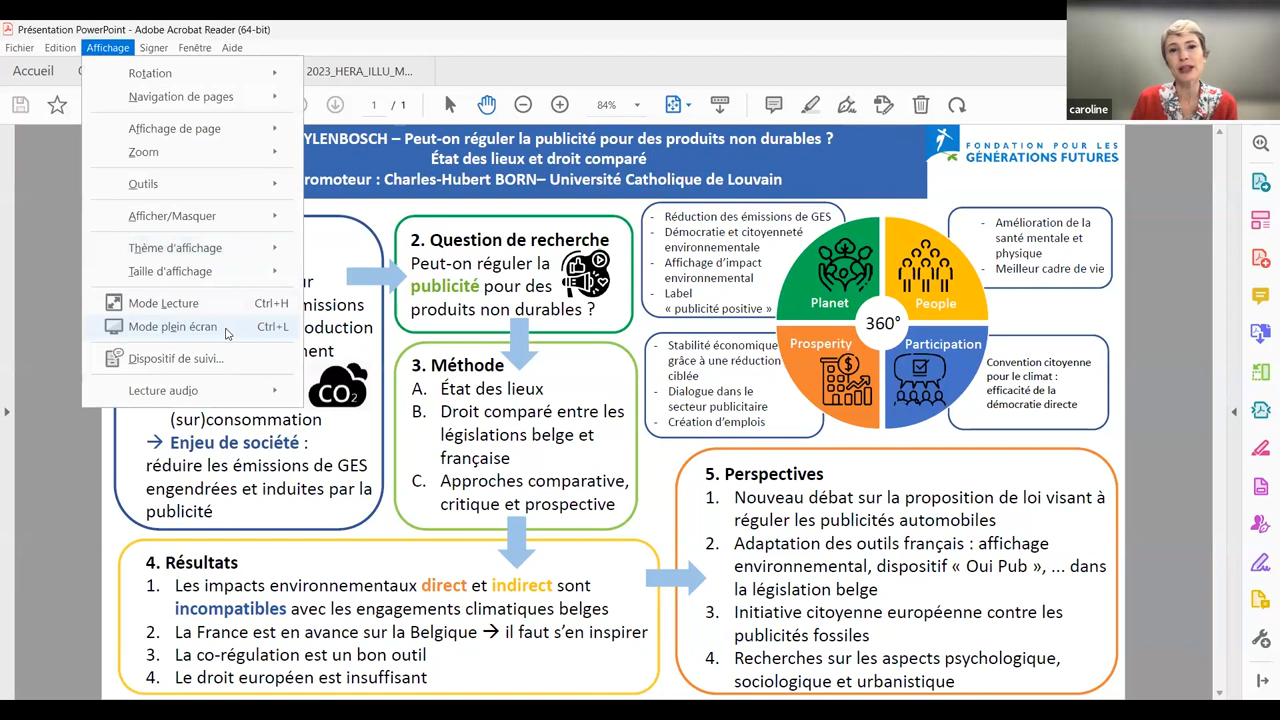 Présentation PowerPoint - Adobe Acrobat Reader (64-bit)
Fichier Edition Affichage Signer Fenêtre Aide
Accueil
2023_HERA_ILLU_M...
1 / 1
84%
Rotation
Navigation de pages
Affichage de page
Zoom
Outils
Afficher/Masquer
Thème d'affichage
Taille d'affichage
Mode Lecture Ctrl+H
Mode plein écran Ctrl+L
Dispositif de suivi...
Lecture audio
caroline
YLENBOSCH – Peut-on réguler la publicité pour des produits non durables ?
État des lieux et droit comparé
romoteur : Charles-Hubert BORN– Université Catholique de Louvain
FONDATION POUR LES
GÉNÉRATIONS FUTURES
CO2
(sur)consommation
→ Enjeu de société :
réduire les émissions de GES
engendrées et induites par la
publicité
2. Question de recherche
Peut-on réguler la
publicité pour des
produits non durables ?
3. Méthode
A. État des lieux
B. Droit comparé entre les
législations belge et
française
C. Approches comparative,
critique et prospective
4. Résultats
1. Les impacts environnementaux direct et indirect sont
incompatibles avec les engagements climatiques belges
2. La France est en avance sur la Belgique → il faut s'en inspirer
3. La co-régulation est un bon outil
4. Le droit européen est insuffisant
- Réduction des émissions de GES
- Démocratie et citoyenneté
environnementale
- Affichage d'impact
environnemental
- Label
« publicité positive »
- Stabilité économique
grâce à une réduction
ciblée
- Dialogue dans le
secteur publicitaire
- Création d'emplois
Planet
People
360°
Prosperity
Participation
- Amélioration de la
santé mentale et
physique
- Meilleur cadre de vie
Convention citoyenne
pour le climat :
efficacité de la
démocratie directe
5. Perspectives
1. Nouveau débat sur la proposition de loi visant à
réguler les publicités automobiles
2. Adaptation des outils français : affichage
environnemental, dispositif « Oui Pub », ... dans
la législation belge
3. Initiative citoyenne européenne contre les
publicités fossiles
4. Recherches sur les aspects psychologique,
sociologique et urbanistique